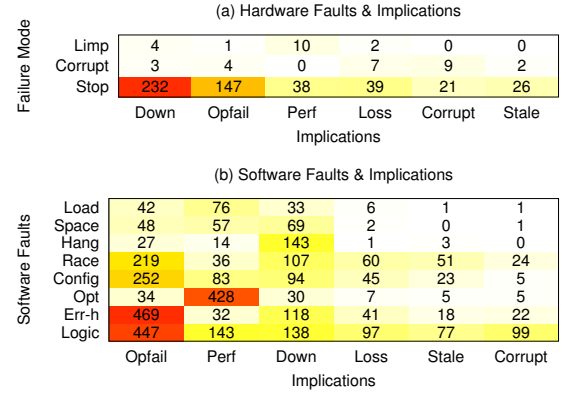 (a) Hardware Faults & Implications
Failure Mode
Limp 4 1 10 2 0 0
Corrupt 3 4 0 7 9 2
Stop 232 147 38 39 21 26
Down Opfail Perf Loss Corrupt Stale
Implications
(b) Software Faults & Implications
Software Faults
Load 42 76 33 6 1 1
Space 48 57 69 2 0 1
Hang 27 14 143 1 3 0
Race 219 36 107 60 51 24
Config 252 83 94 45 23 5
Opt 34 428 30 7 5 5
Err-h 469 32 118 41 18 22
Logic 447 143 138 97 77 99
Opfail Perf Down Loss Stale Corrupt
Implications